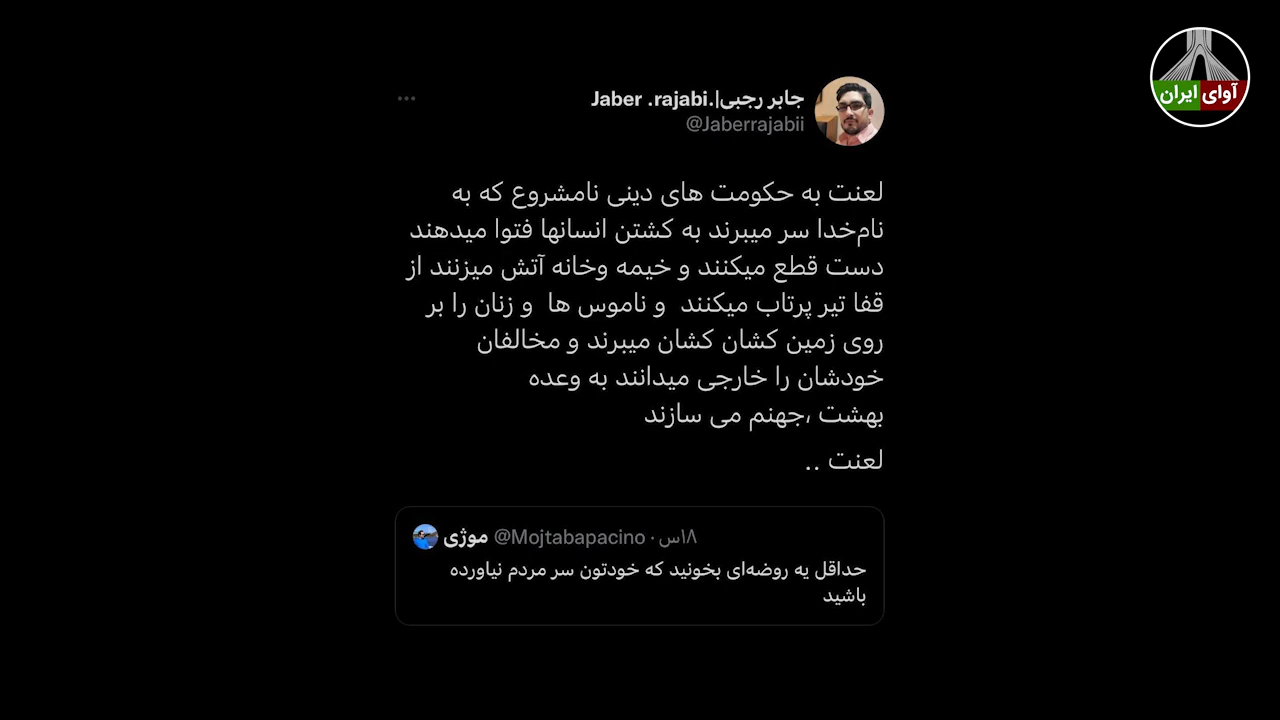 آوای ایران
جابر رجبی|.Jaber .rajabi
@Jaberrajabii
لعنت به حکومت های دینی نامشروع که به
نام‌خدا سر میبرند به کشتن انسانها فتوا میدهند
دست قطع میکنند و خیمه وخانه آتش میزنند از
قفا تیر پرتاب میکنند و ناموس ها و زنان را بر
روی زمین کشان کشان میبرند و مخالفان
خودشان را خارجی میدانند به وعده
بهشت ،جهنم می سازند
لعنت ..
موژی @Mojtabapacino · ۱۸س
حداقل یه روضه‌ای بخونید که خودتون سر مردم نیاورده
باشید